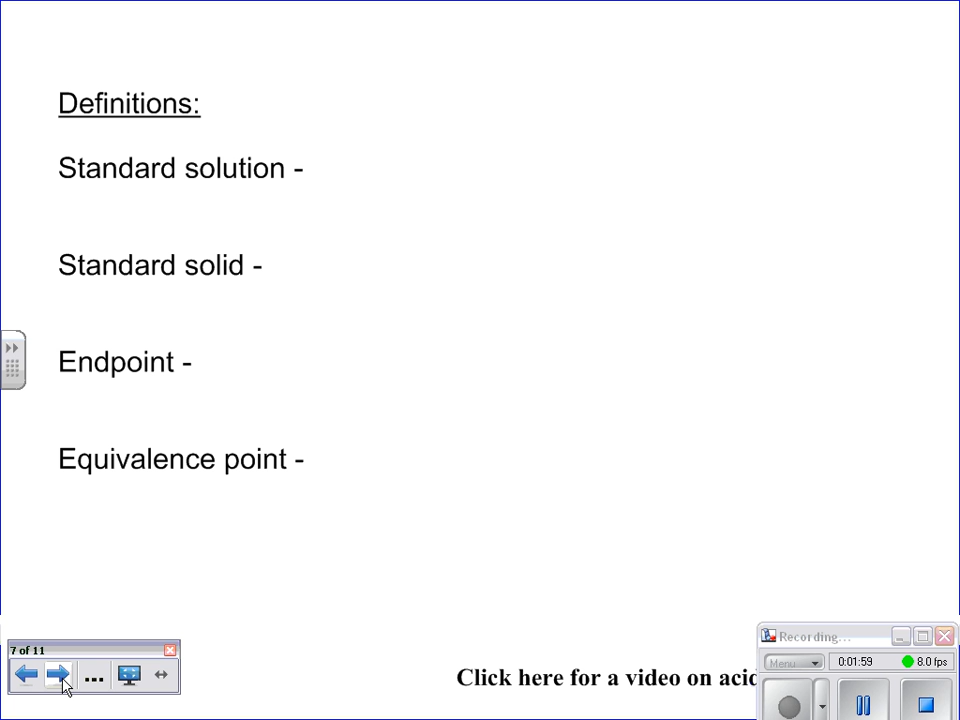 Definitions:
Standard solution -
Standard solid -
Endpoint -
Equivalence point -
7 of 11
...
Click here for a video on acid
Recording...
Menu
0:01:59
8.0 fps